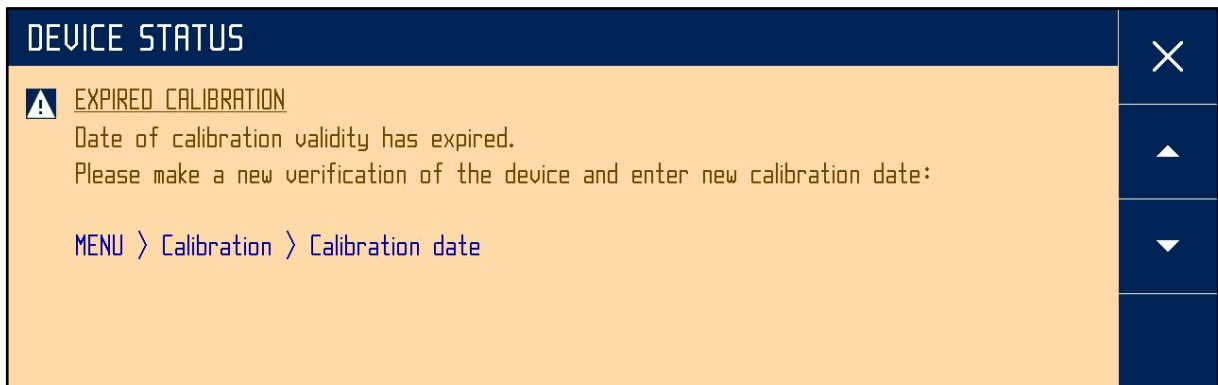 DEVICE STATUS
EXPIRED CALIBRATION
Date of calibration validity has expired.
Please make a new verification of the device and enter new calibration date:
MENU > Calibration > Calibration date